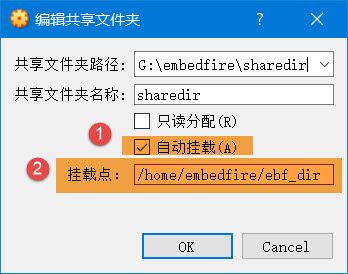 编辑共享文件夹
共享文件夹路径： G:\embedfire\sharedir
共享文件夹名称： sharedir
只读分配(R)
1
自动挂载(A)
2
挂载点： /home/embedfire/ebf_dir
OK Cancel